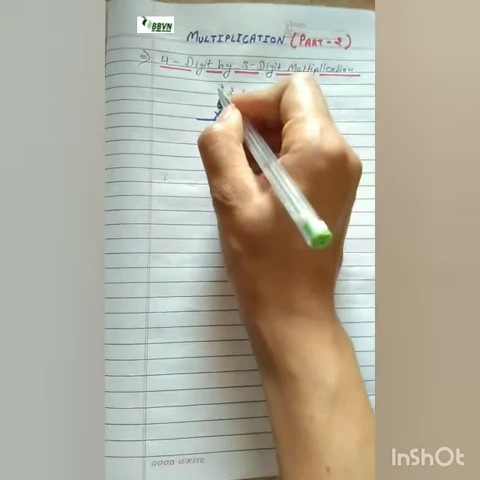 BBVN
MULTIPLICATION (PART-2)
⇒ 4-Digit by 3-Digit Multiplication
GOOD WRITE
InShOt